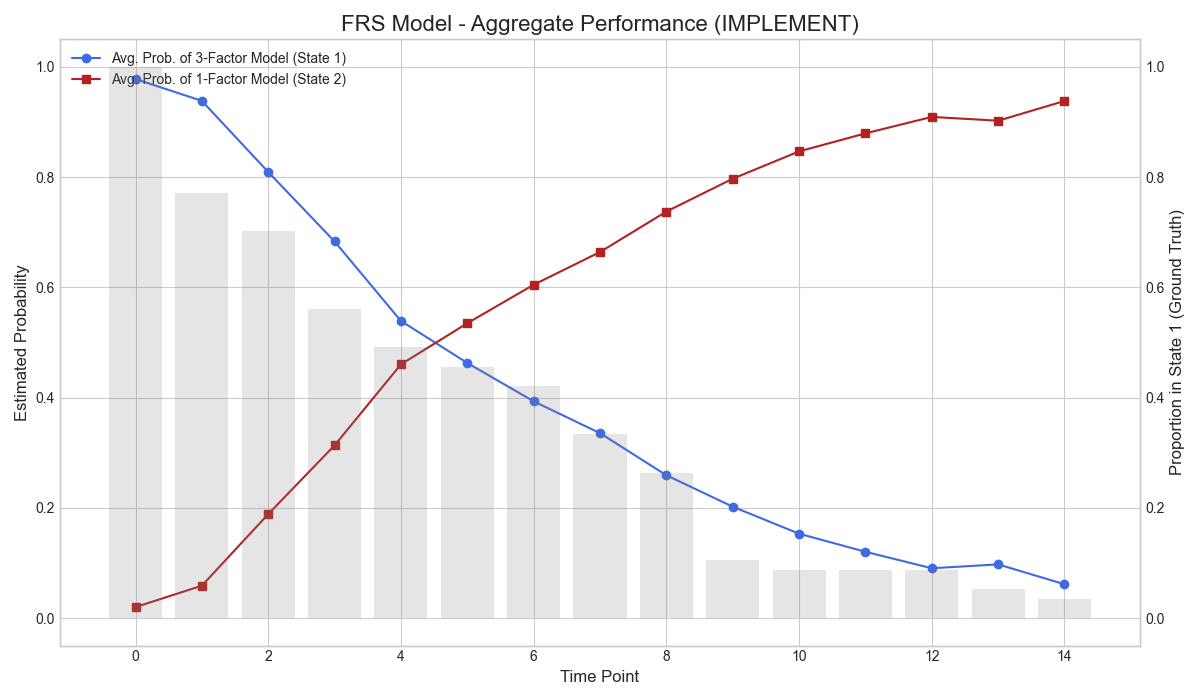 FRS Model - Aggregate Performance (IMPLEMENT)
Avg. Prob. of 3-Factor Model (State 1)
Avg. Prob. of 1-Factor Model (State 2)
1.0
0.8
0.6
0.4
0.2
0.0
Estimated Probability
1.0
0.8
0.6
0.4
0.2
0.0
Proportion in State 1 (Ground Truth)
0 2 4 6 8 10 12 14
Time Point